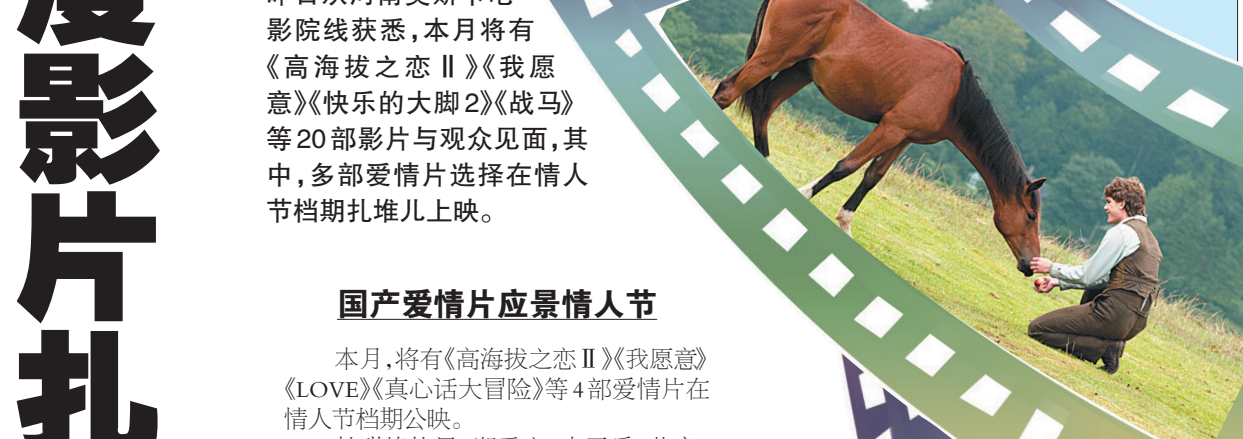 漫影片扎
影院线获悉，本月将有
《高海拔之恋Ⅱ》《我愿
意》《快乐的大脚2》《战马》
等20部影片与观众见面，其
中，多部爱情片选择在情人
节档期扎堆儿上映。
国产爱情片应景情人节
本月，将有《高海拔之恋Ⅱ》《我愿意》
《LOVE》《真心话大冒险》等4部爱情片在
情人节档期公映。